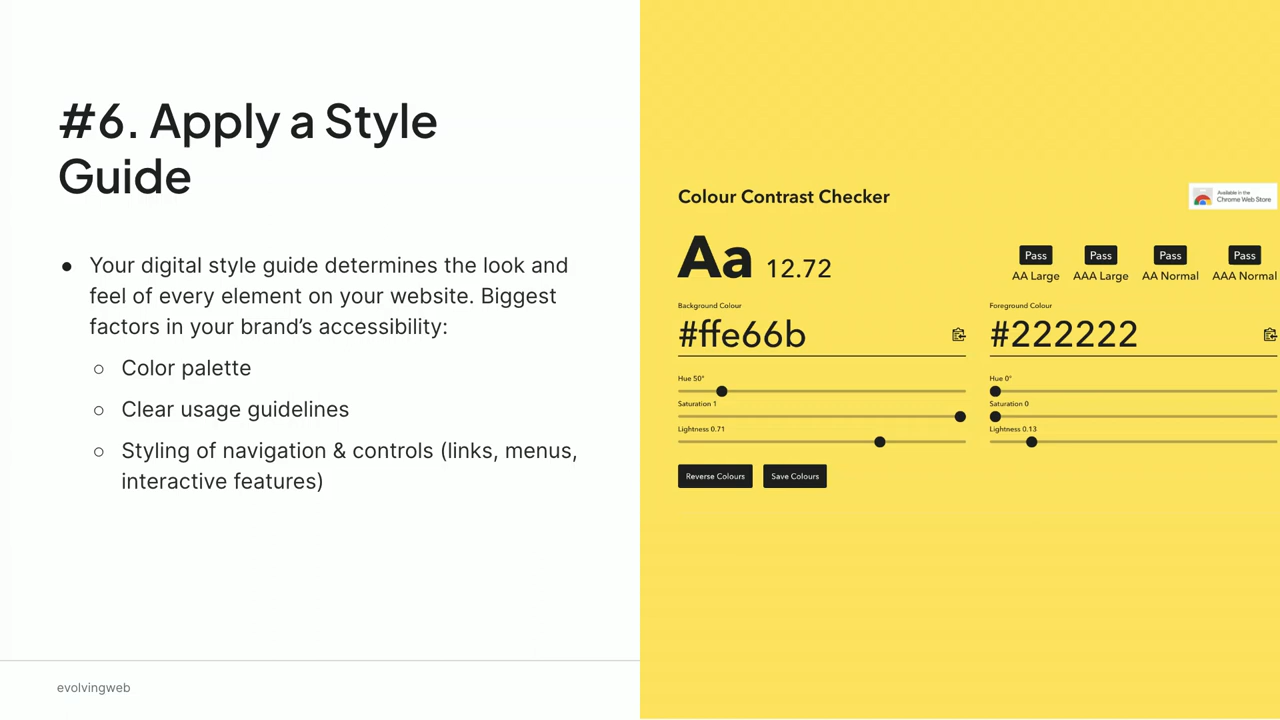 #6. Apply a Style
Guide
● Your digital style guide determines the look and
feel of every element on your website. Biggest
factors in your brand's accessibility:
○ Color palette
○ Clear usage guidelines
○ Styling of navigation & controls (links, menus,
interactive features)
evolvingweb
Colour Contrast Checker
Available in the
Chrome Web Store
Aa 12.72
Pass Pass Pass Pass
AA Large AAA Large AA Normal AAA Normal
Background Colour
#ffe66b
Hue 50°
Saturation 1
Lightness 0.71
Foreground Colour
#222222
Hue 0°
Saturation 0
Lightness 0.13
Reverse Colours Save Colours